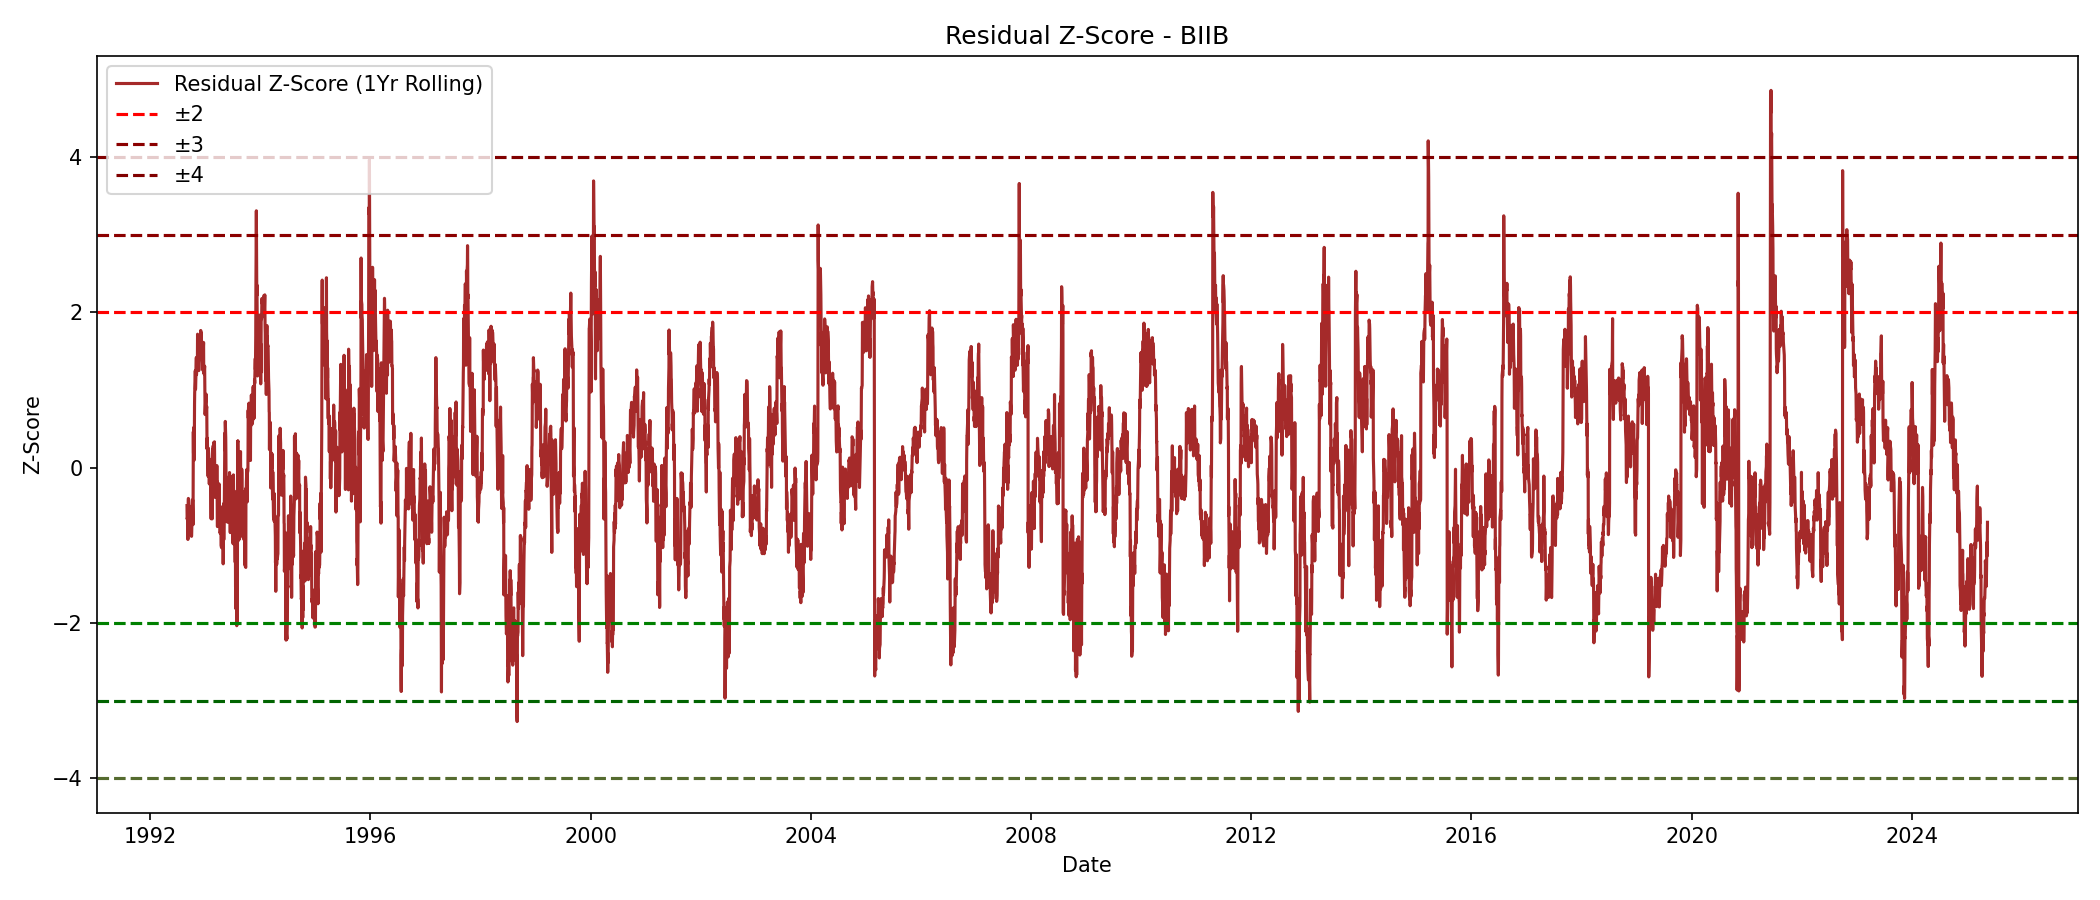 Residual Z-Score - BIIB
Residual Z-Score (1Yr Rolling)
±2
±3
±4
Z-Score
4
2
0
−2
−4
1992 1996 2000 2004 2008 2012 2016 2020 2024
Date